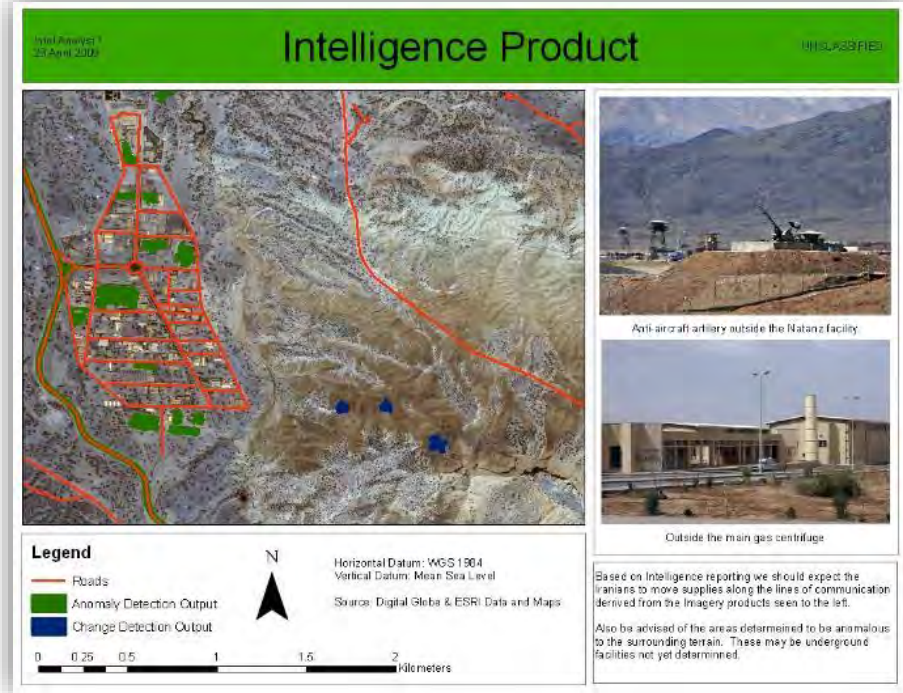 Intel Analyst 1
29 April 2009
Intelligence Product
UNCLASSIFIED
Anti-aircraft artillery outside the Natanz facility
Outside the main gas centrifuge
Legend
Roads
Anomaly Detection Output
Change Detection Output
N
Horizontal Datum: WGS 1984
Vertical Datum: Mean Sea Level
Source: Digital Globe & ESRI Data and Maps
0 0.25 0.5 1 1.5 2
Kilometers
Based on Intelligence reporting we should expect the
Iranians to move supplies along the lines of communication
derived from the Imagery products seen to the left.
Also be advised of the areas determeined to be anomalous
to the surrounding terrain. These may be underground
facilities not yet determinned.